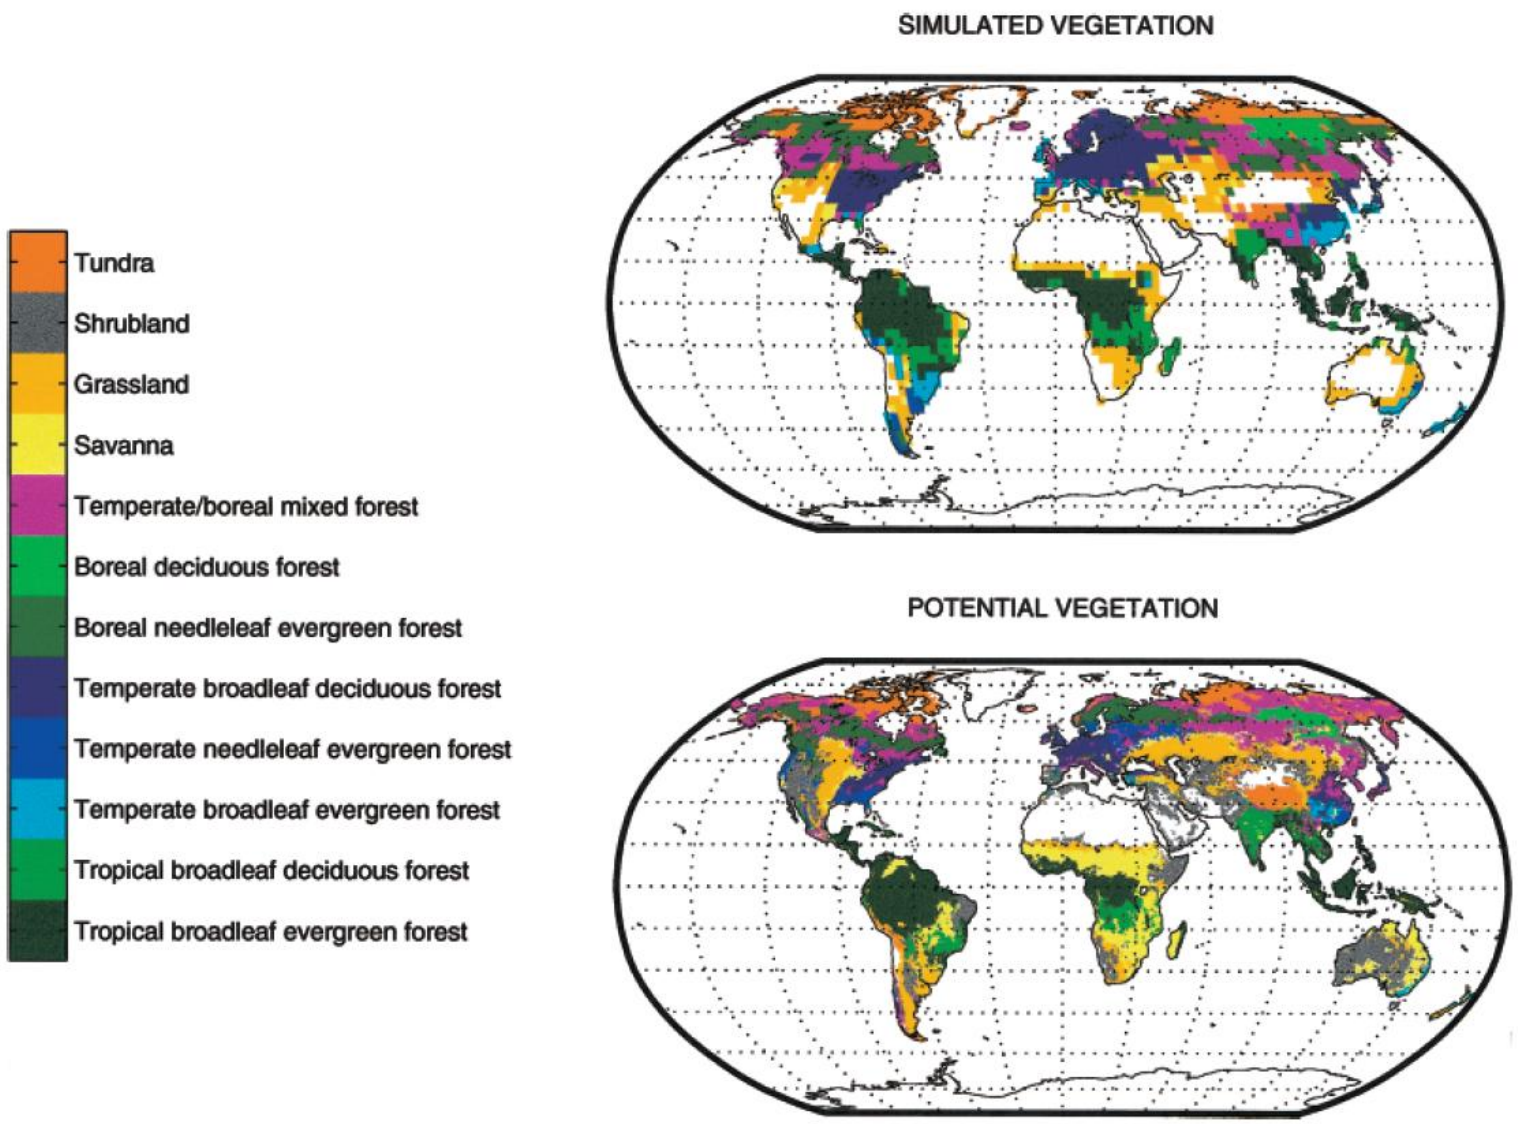 SIMULATED VEGETATION
Tundra
Shrubland
Grassland
Savanna
Temperate/boreal mixed forest
Boreal deciduous forest
Boreal needleleaf evergreen forest
Temperate broadleaf deciduous forest
Temperate needleleaf evergreen forest
Temperate broadleaf evergreen forest
Tropical broadleaf deciduous forest
Tropical broadleaf evergreen forest
POTENTIAL VEGETATION